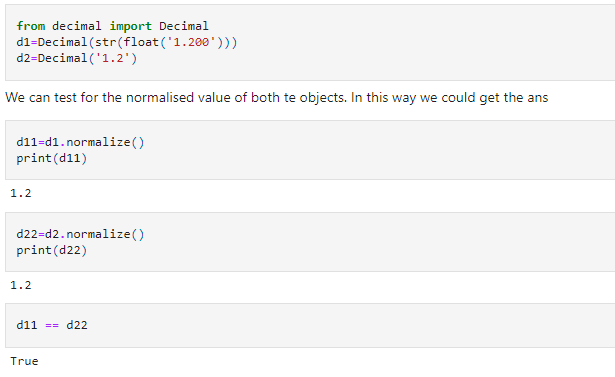 from decimal import Decimal
d1=Decimal(str(float('1.200')))
d2=Decimal('1.2')
We can test for the normalised value of both te objects. In this way we could get the ans
d11=d1.normalize()
print(d11)
1.2
d22=d2.normalize()
print(d22)
1.2
d11 == d22
True